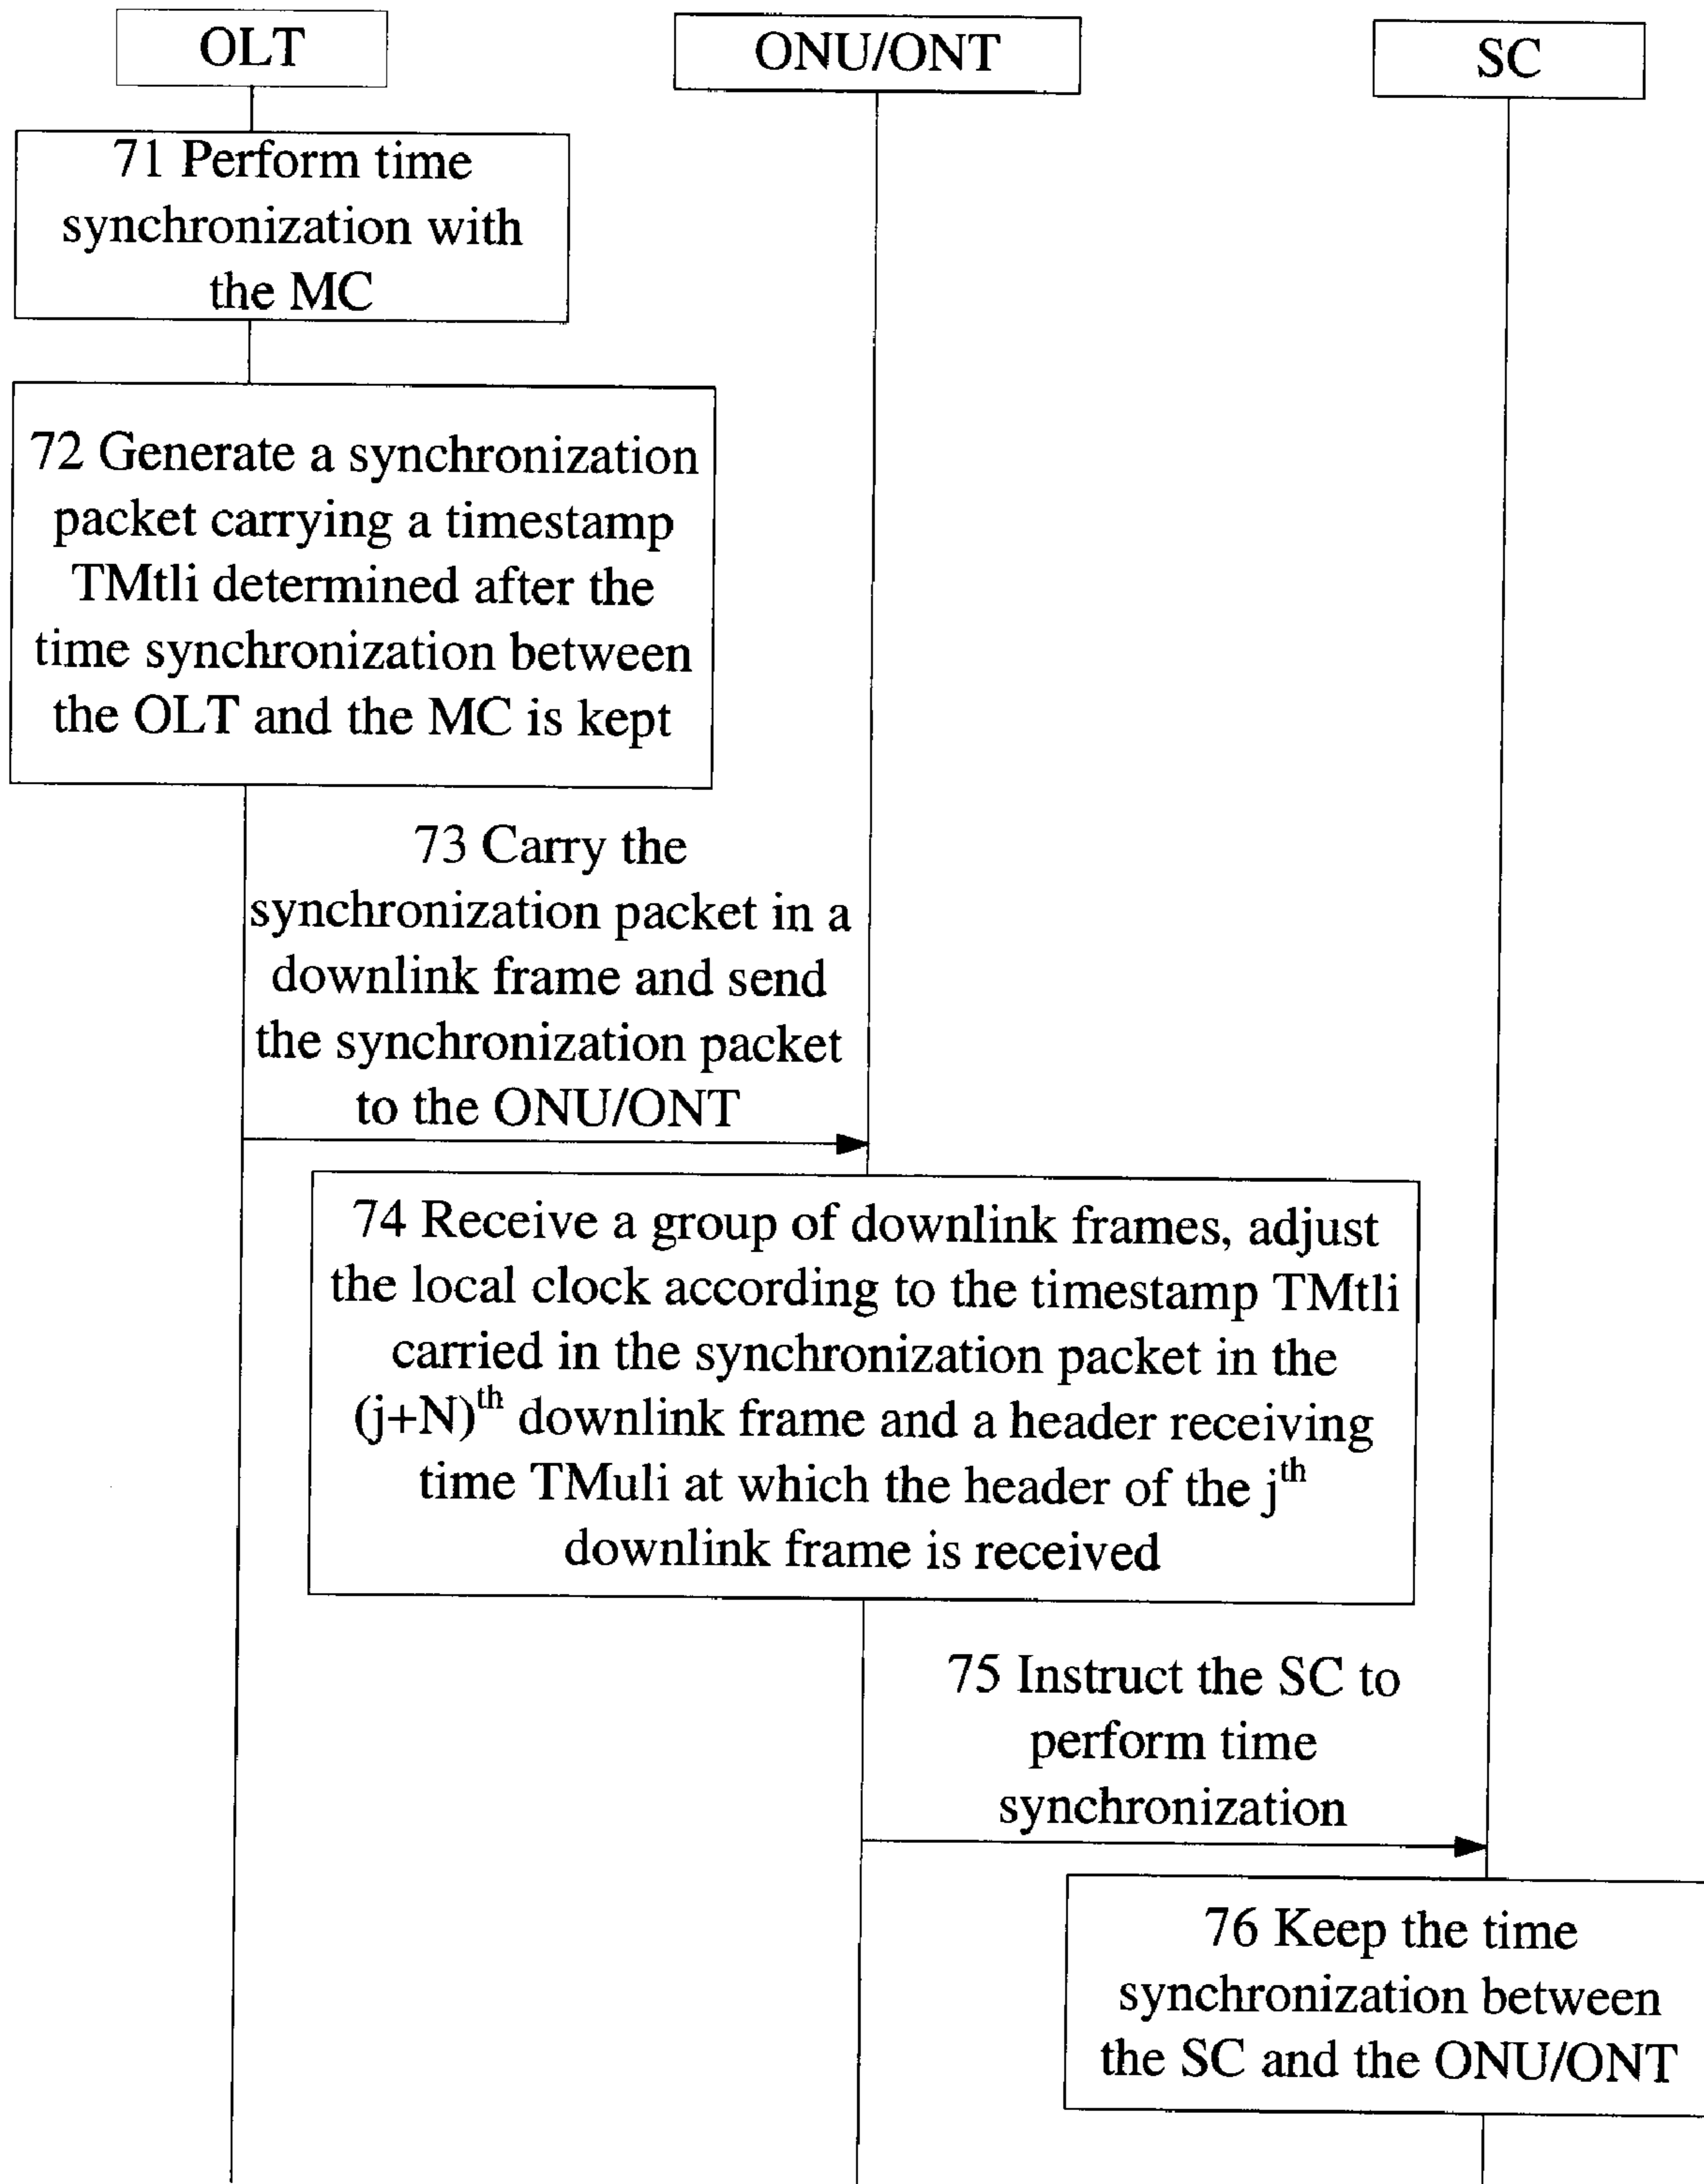 OLT
ONU/ONT
SC
71 Perform time
synchronization with
the MC
72 Generate a synchronization
packet carrying a timestamp
TMtli determined after the
time synchronization between
the OLT and the MC is kept
73 Carry the
synchronization packet in a
downlink frame and send
the synchronization packet
to the ONU/ONT
74 Receive a group of downlink frames, adjust
the local clock according to the timestamp TMtli
carried in the synchronization packet in the
(j+N)th downlink frame and a header receiving
time TMuli at which the header of the jth
downlink frame is received
75 Instruct the SC to
perform time
synchronization
76 Keep the time
synchronization between
the SC and the ONU/ONT